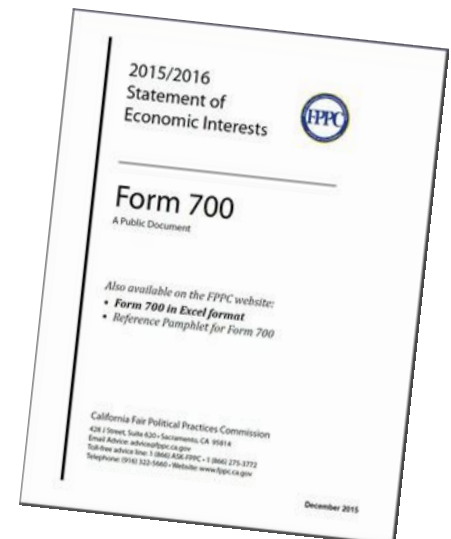 2015/2016
Statement of
Economic Interests
FPPC
Form 700
A Public Document
Also available on the FPPC website:
• Form 700 in Excel format
• Reference Pamphlet for Form 700
California Fair Political Practices Commission
428 J Street, Suite 620 • Sacramento, CA 95814
Email Advice: advice@fppc.ca.gov
Toll-free advice line: 1 (866) ASK-FPPC • 1 (866) 275-3772
Telephone: (916) 322-5660 • Website: www.fppc.ca.gov
December 2015